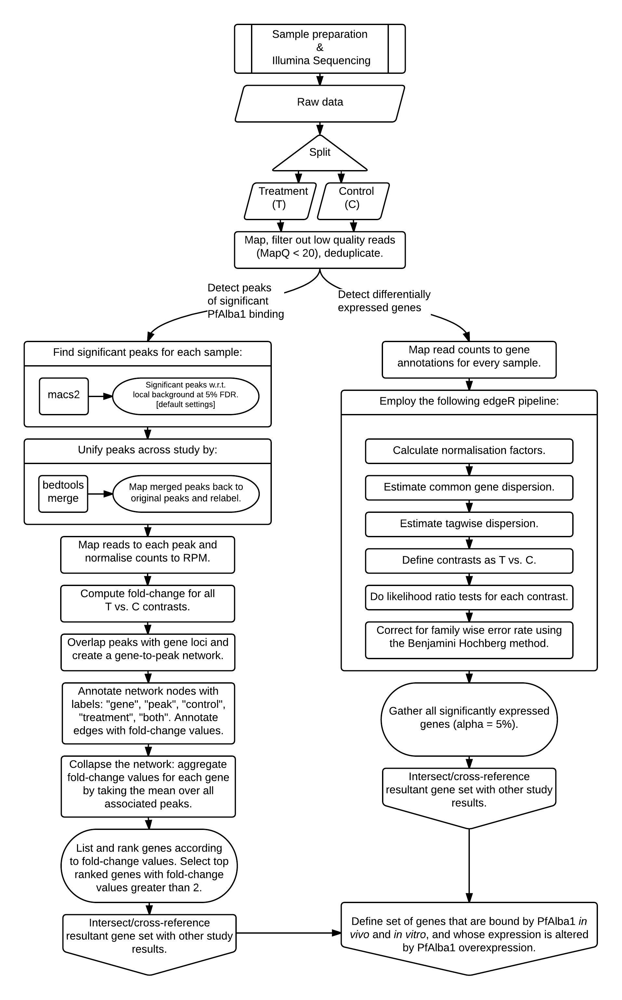 Sample preparation
&
Illumina Sequencing
Raw data
Split
Treatment
(T)
Control
(C)
Map, filter out low quality reads
(MapQ < 20), deduplicate.
Detect peaks
of significant
PfAlba1 binding
Detect differentially
expressed genes
Find significant peaks for each sample:
macs2
Significant peaks w.r.t.
local background at 5% FDR.
[default settings]
Unify peaks across study by:
bedtools
merge
Map merged peaks back to
original peaks and relabel.
Map reads to each peak and
normalise counts to RPM.
Compute fold-change for all
T vs. C contrasts.
Overlap peaks with gene loci and
create a gene-to-peak network.
Annotate network nodes with
labels: "gene", "peak", "control",
"treatment", "both". Annotate
edges with fold-change values.
Collapse the network: aggregate
fold-change values for each gene
by taking the mean over all
associated peaks.
List and rank genes according
to fold-change values. Select top
ranked genes with fold-change
values greater than 2.
Intersect/cross-reference
resultant gene set with other study
results.
Map read counts to gene
annotations for every sample.
Employ the following edgeR pipeline:
Calculate normalisation factors.
Estimate common gene dispersion.
Estimate tagwise dispersion.
Define contrasts as T vs. C.
Do likelihood ratio tests for each contrast.
Correct for family wise error rate using
the Benjamini Hochberg method.
Gather all significantly expressed
genes (alpha = 5%).
Intersect/cross-reference
resultant gene set with other study
results.
Define set of genes that are bound by PfAlba1 in
vivo and in vitro, and whose expression is altered
by PfAlba1 overexpression.